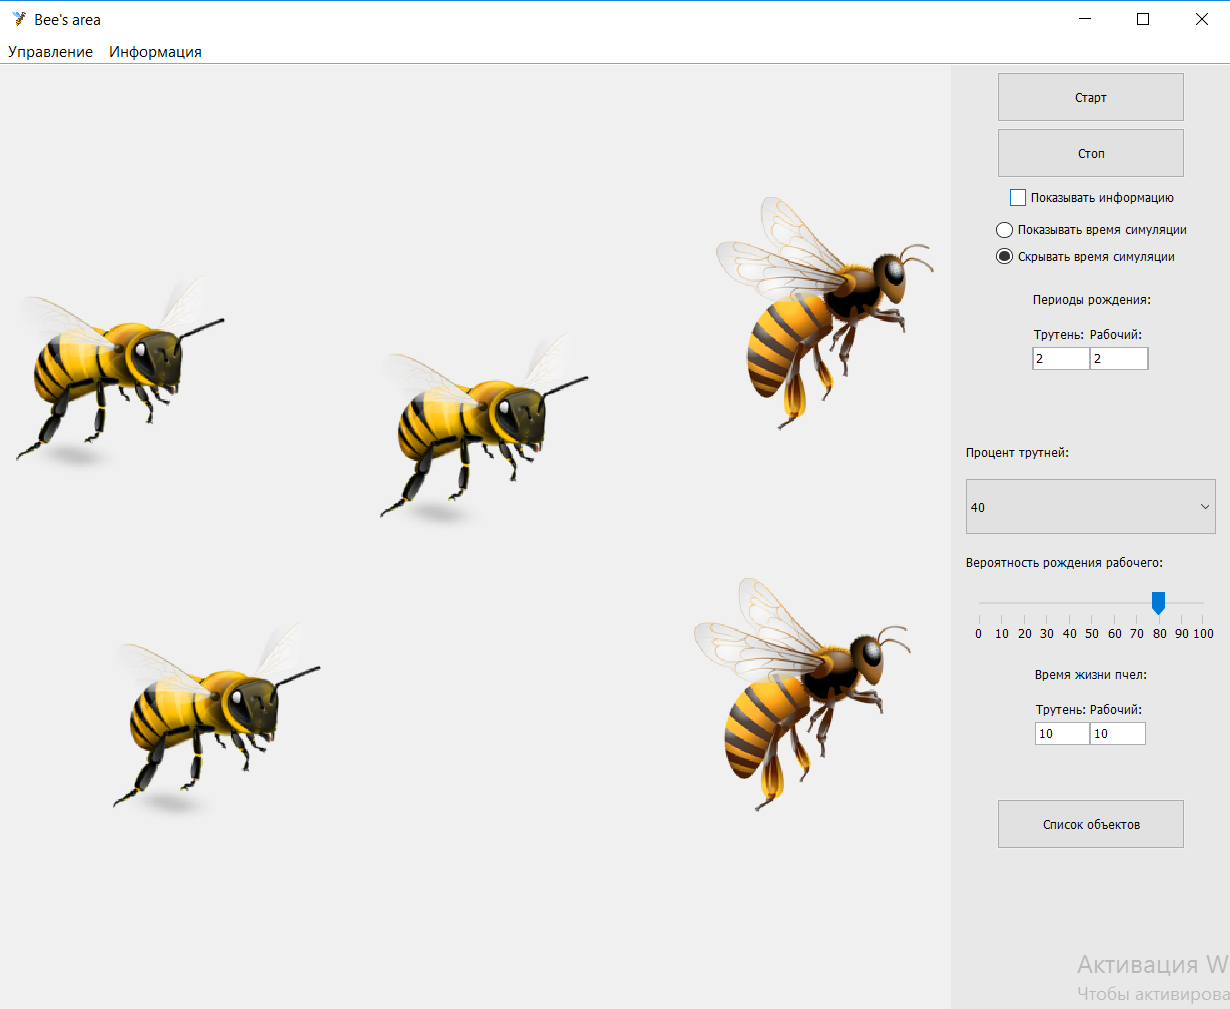 Bee's area
Управление Информация
Старт
Стоп
Показывать информацию
Показывать время симуляции
Скрывать время симуляции
Периоды рождения:
Трутень: Рабочий:
2 2
Процент трутней:
40
Вероятность рождения рабочего:
0 10 20 30 40 50 60 70 80 90 100
Время жизни пчел:
Трутень: Рабочий:
10 10
Список объектов
Активация W
Чтобы активирова